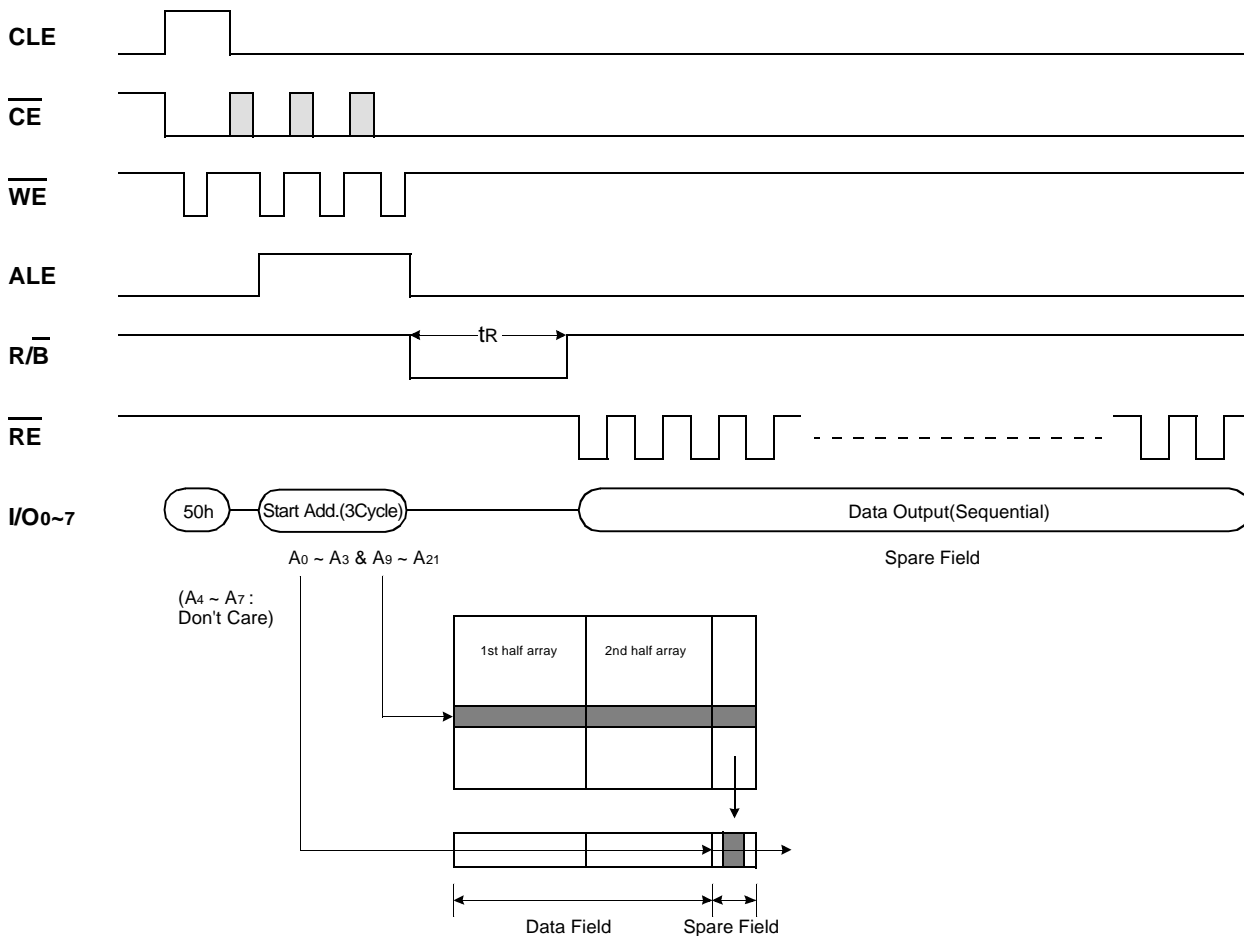 CLE
CE
WE
ALE
R/B
tR
RE
I/O0~7
50h
Start Add.(3Cycle)
Data Output(Sequential)
A0 ~ A3 & A9 ~ A21
Spare Field
(A4 ~ A7 :
Don't Care)
1st half array
2nd half array
Data Field
Spare Field